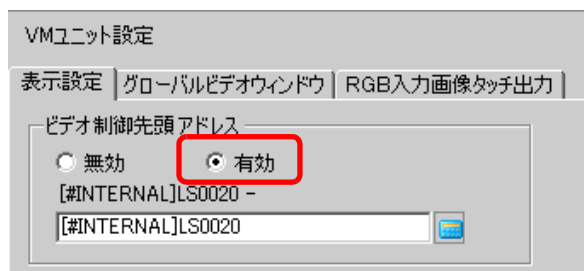 VMユニット設定
表示設定 グローバルビデオウィンドウ RGB入力画像タッチ出力
ビデオ制御先頭アドレス
無効 有効
[#INTERNAL]LS0020 -
[#INTERNAL]LS0020